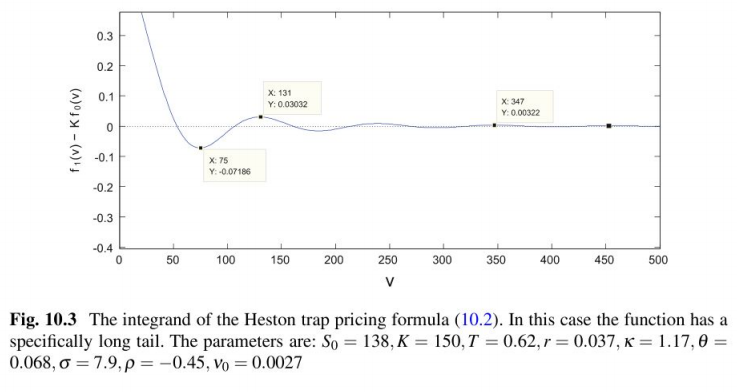 0.3
0.2
0.1
0
-0.1
-0.2
-0.3
-0.4
f₁(v) − K f₀(v)
X: 131
Y: 0.03032
X: 347
Y: 0.00322
X: 75
Y: -0.07186
0 50 100 150 200 250 300 350 400 450 500
v
Fig. 10.3 The integrand of the Heston trap pricing formula (10.2). In this case the function has a
specifically long tail. The parameters are: S₀ = 138, K = 150, T = 0.62, r = 0.037, κ = 1.17, θ =
0.068, σ = 7.9, ρ = −0.45, ν₀ = 0.0027